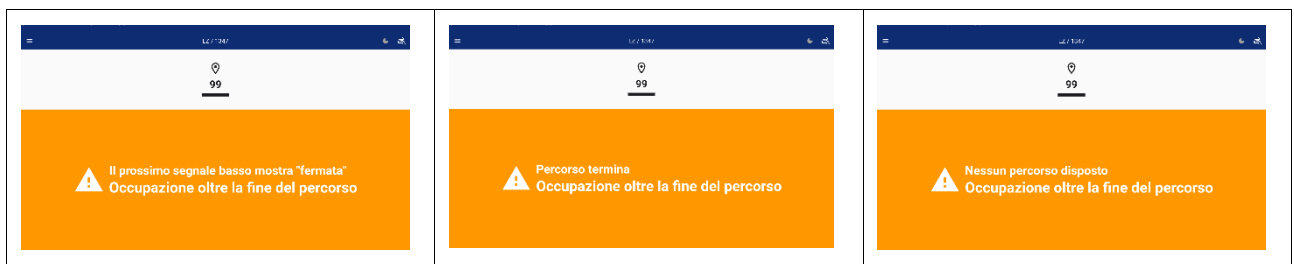 99
Il prossimo segnale basso mostra "fermata"
Occupazione oltre la fine del percorso
99
Percorso termina
Occupazione oltre la fine del percorso
99
Nessun percorso disposto
Occupazione oltre la fine del percorso